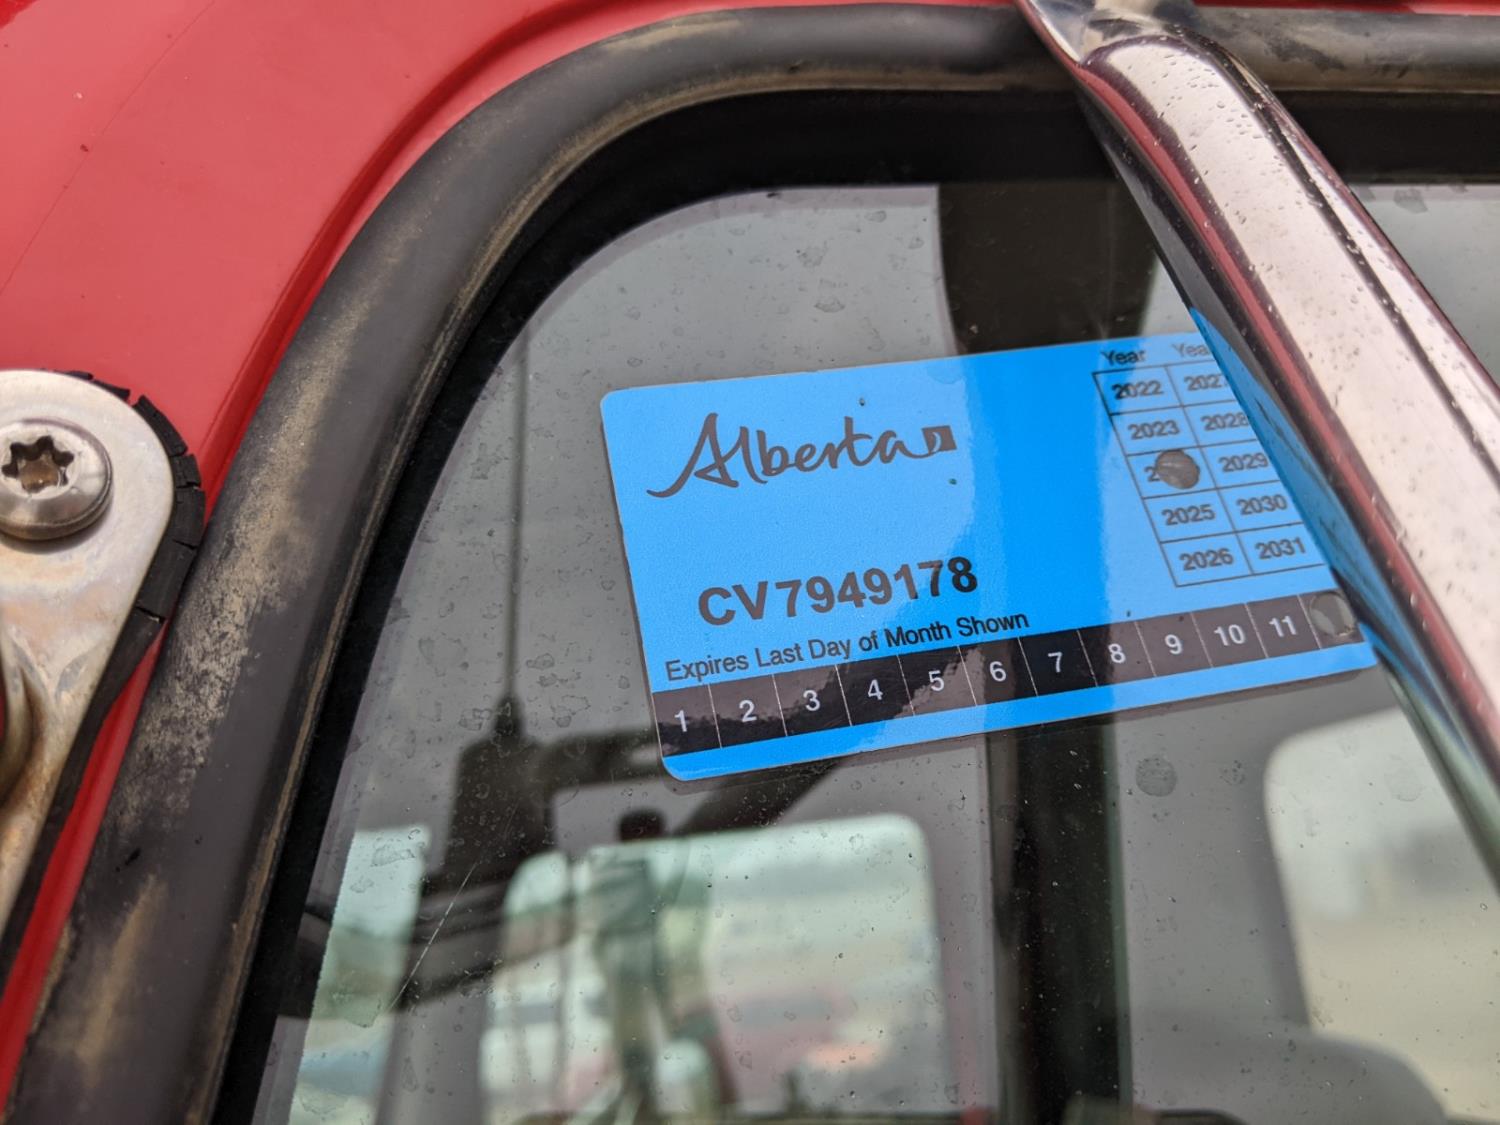 Alberta
Year
2022 2027
2023 2028
2029
2025 2030
2026 2031
CV7949178
Expires Last Day of Month Shown
1 2 3 4 5 6 7 8 9 10 11